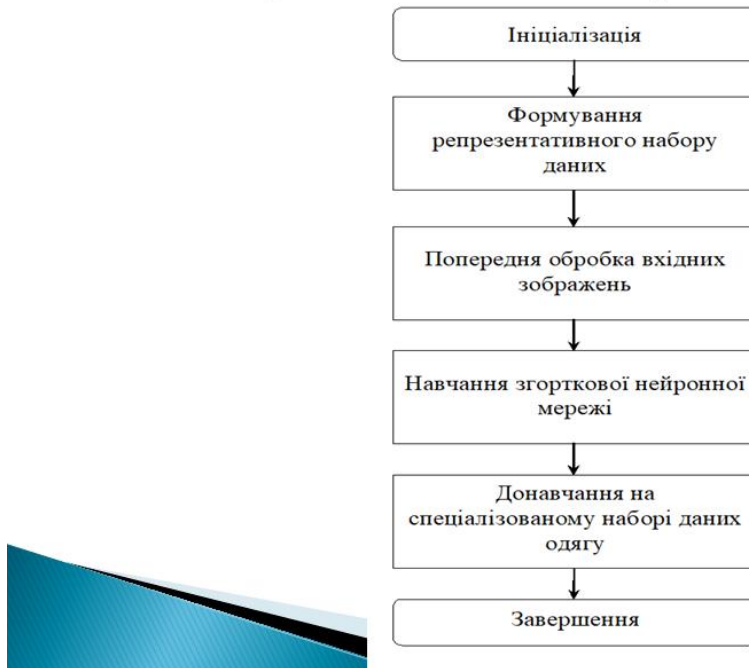 Ініціалізація
Формування
репрезентативного набору
даних
Попередня обробка вхідних
зображень
Навчання згорткової нейронної
мережі
Донавчання на
спеціалізованому наборі даних
одягу
Завершення